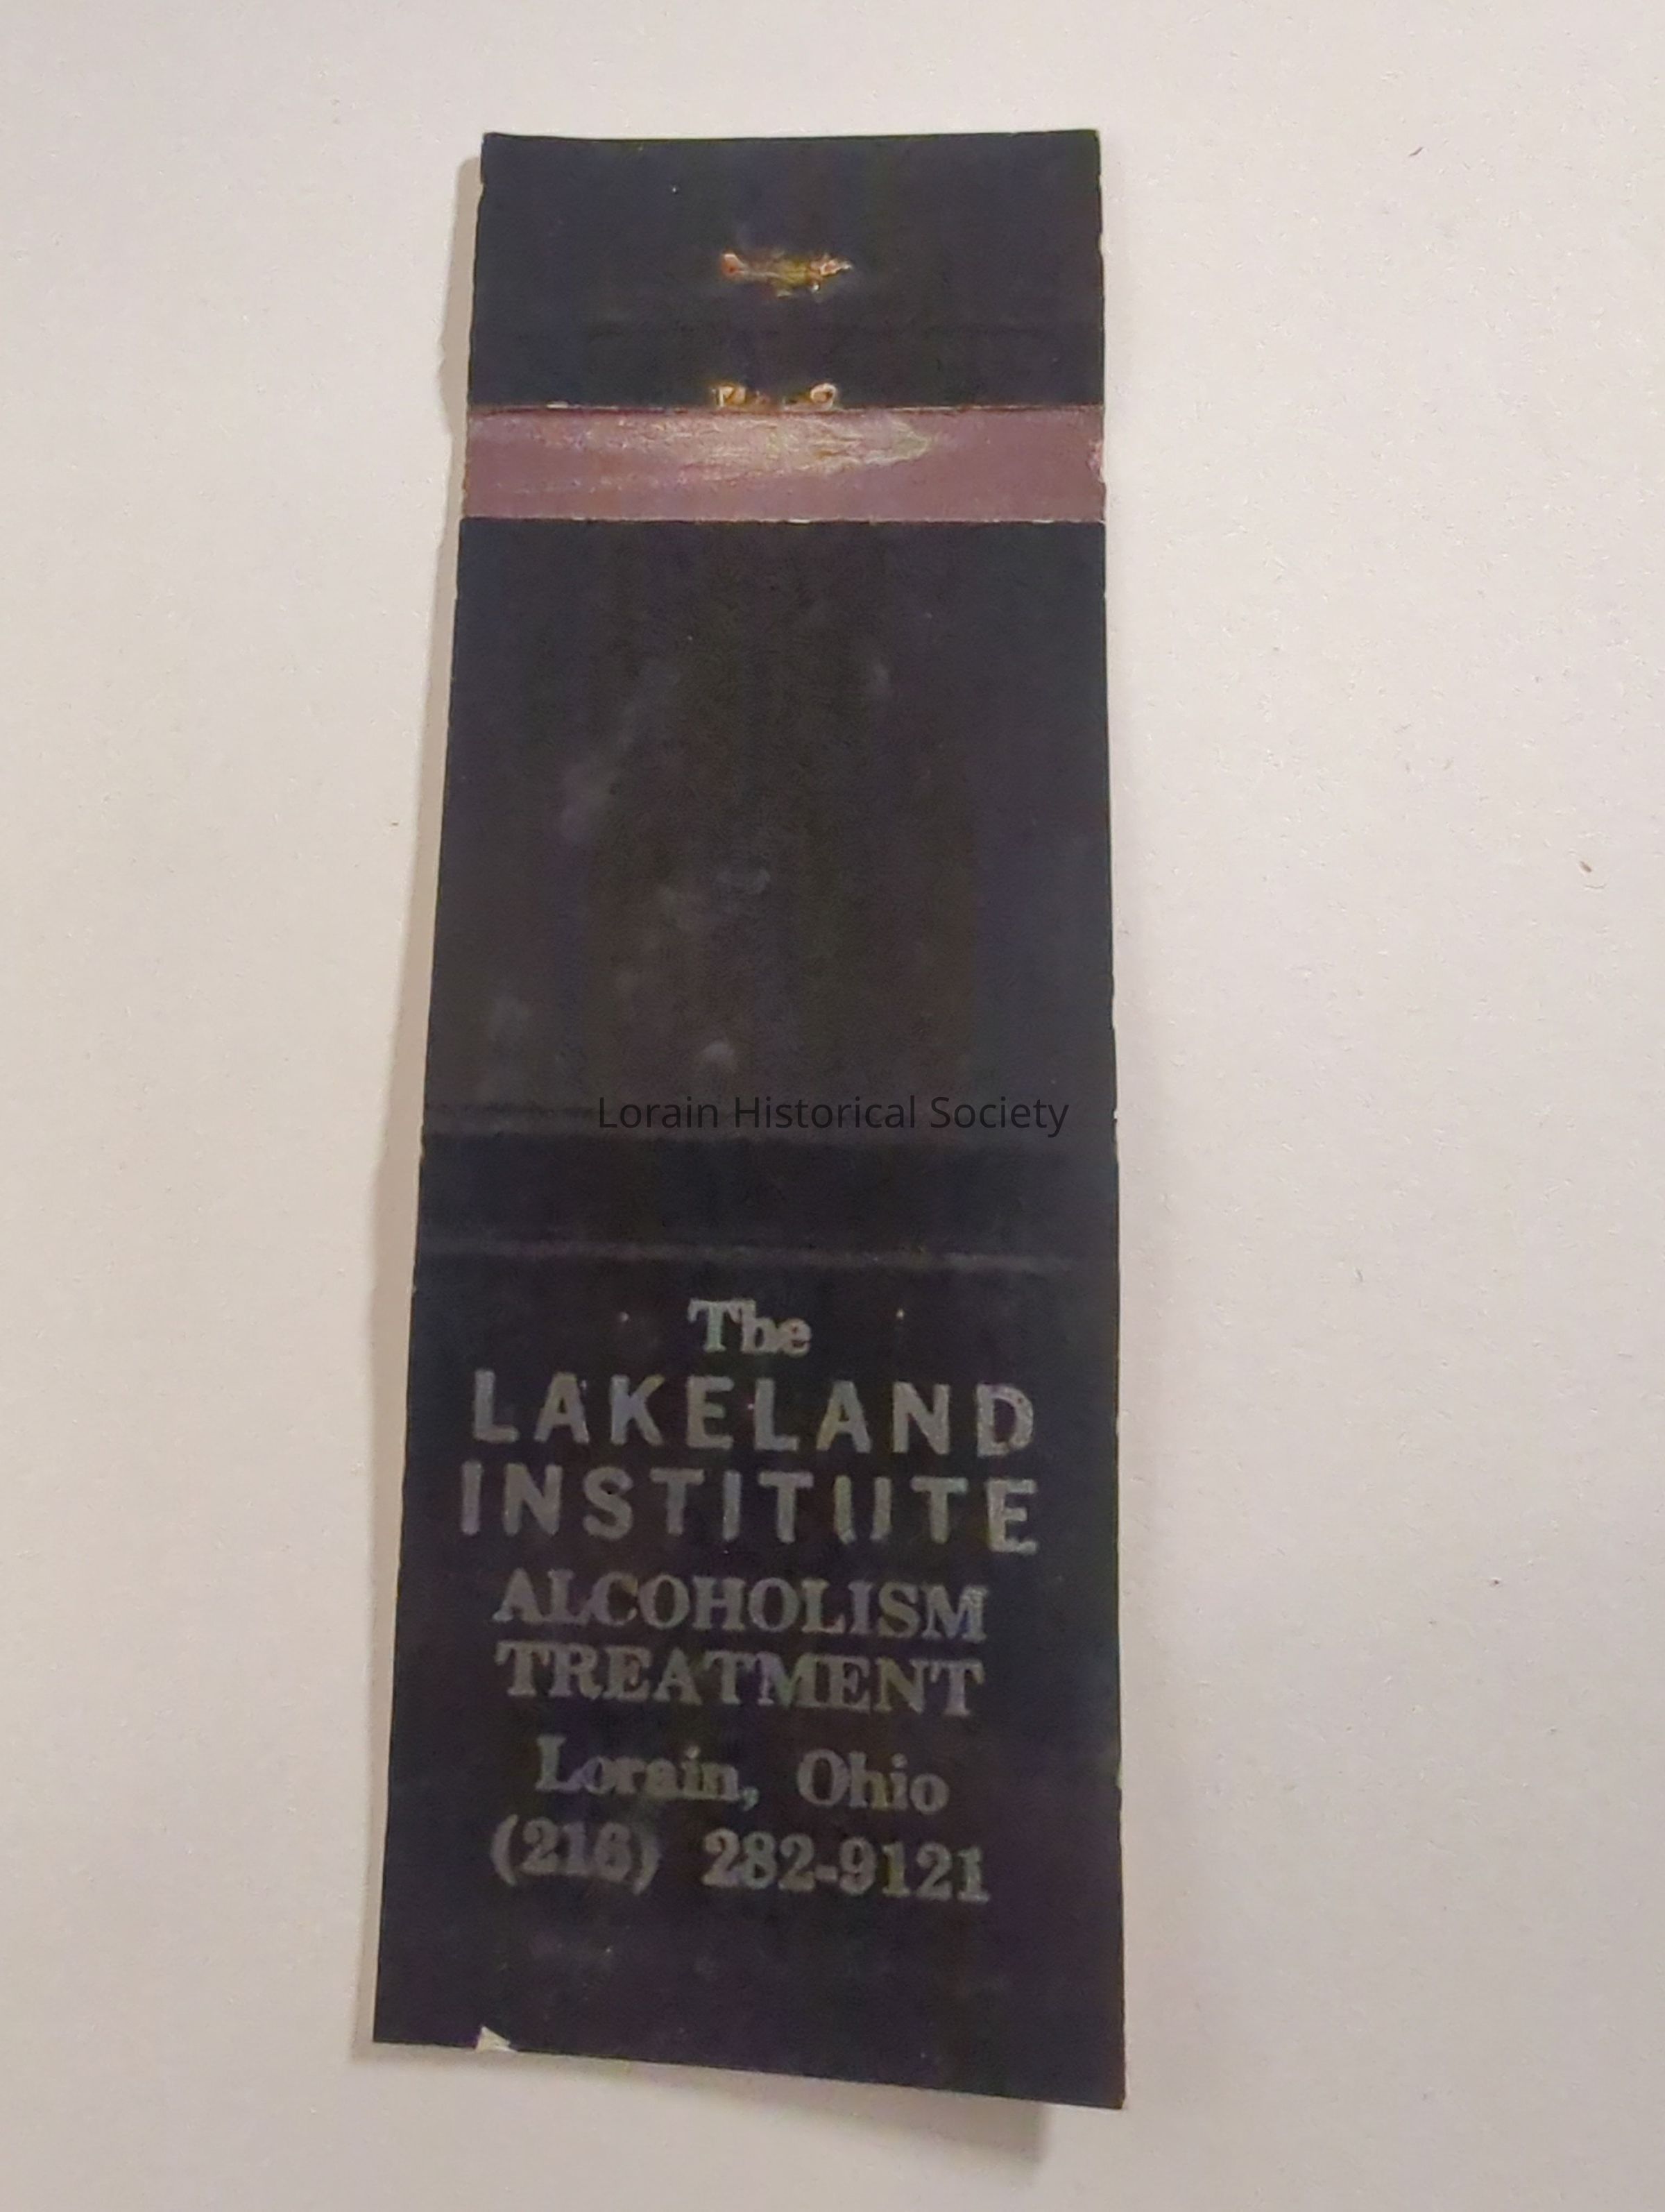 Lorain Historical Society
The
LAKELAND
INSTITUTE
ALCOHOLISM
TREATMENT
Lorain, Ohio
(216) 282-9121